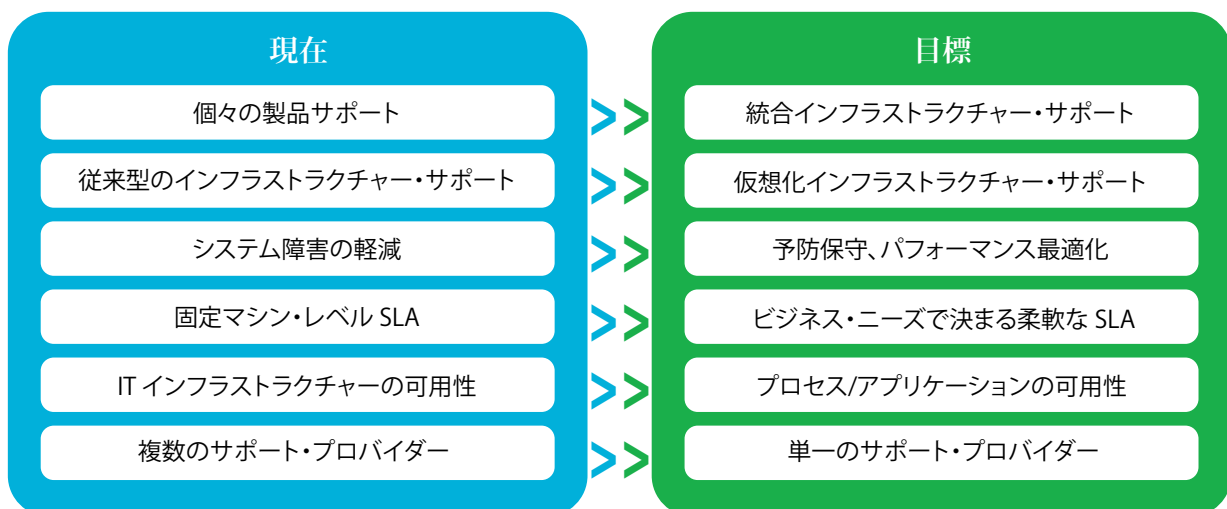 現在
個々の製品サポート
従来型のインフラストラクチャー・サポート
システム障害の軽減
固定マシン・レベル SLA
IT インフラストラクチャーの可用性
複数のサポート・プロバイダー
>>
>>
>>
>>
>>
>>
目標
統合インフラストラクチャー・サポート
仮想化インフラストラクチャー・サポート
予防保守、パフォーマンス最適化
ビジネス・ニーズで決まる柔軟な SLA
プロセス/アプリケーションの可用性
単一のサポート・プロバイダー